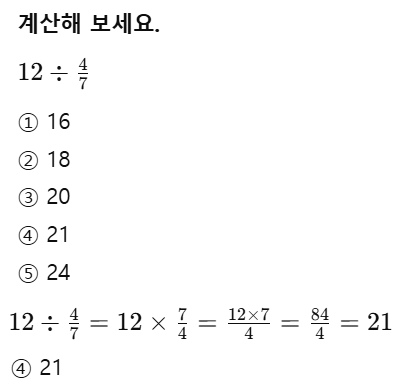 계산해 보세요.
12 ÷ 4/7
① 16
② 18
③ 20
④ 21
⑤ 24
12 ÷ 4/7 = 12 × 7/4 = 12×7/4 = 84/4 = 21
④ 21